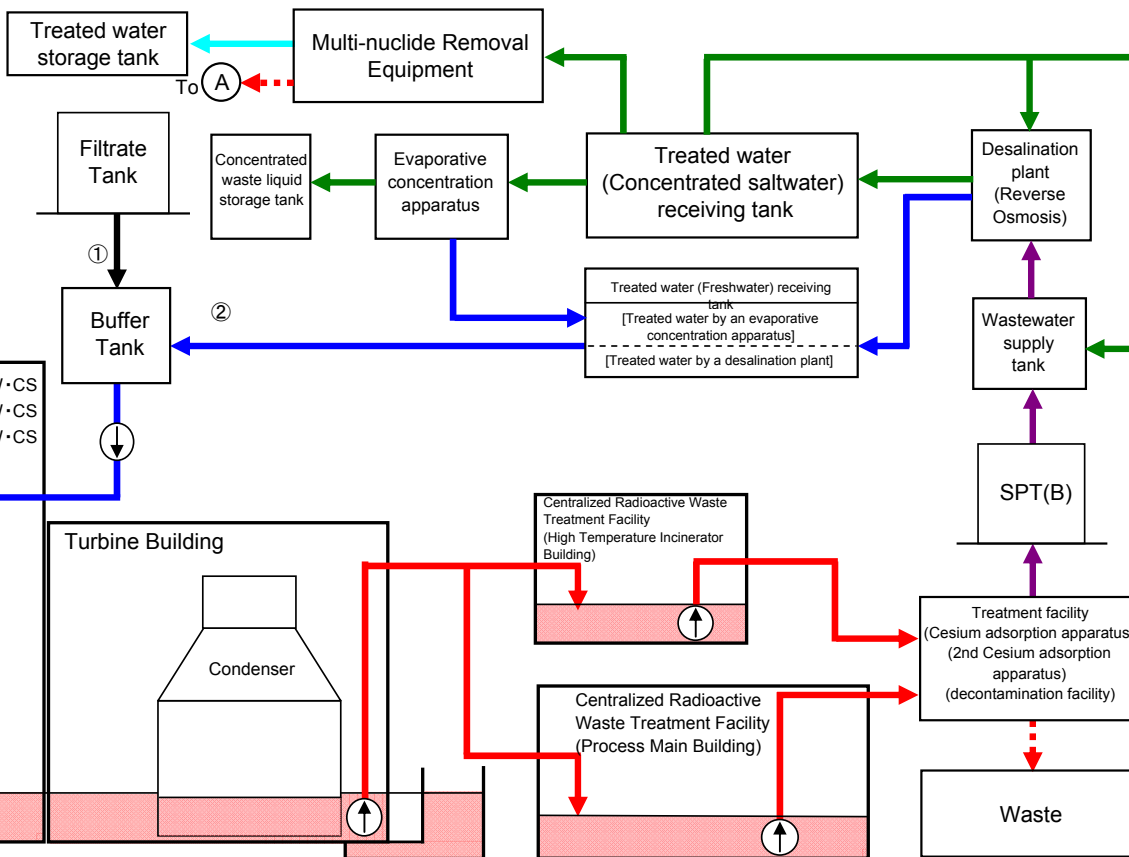 Treated water
storage tank
Multi-nuclide Removal
Equipment
To
A
Filtrate
Tank
Concentrated
waste liquid
storage tank
Evaporative
concentration
apparatus
Treated water
(Concentrated saltwater)
receiving tank
Desalination
plant
(Reverse
Osmosis)
①
②
Buffer
Tank
Treated water (Freshwater) receiving
tank
[Treated water by an evaporative
concentration apparatus]
[Treated water by a desalination plant]
Wastewater
supply
tank
・CS
・CS
・CS
SPT(B)
Turbine Building
Condenser
Centralized Radioactive Waste
Treatment Facility
(High Temperature Incinerator
Building)
Centralized Radioactive
Waste Treatment Facility
(Process Main Building)
Treatment facility
(Cesium adsorption apparatus
(2nd Cesium adsorption
apparatus)
(decontamination facility)
Waste